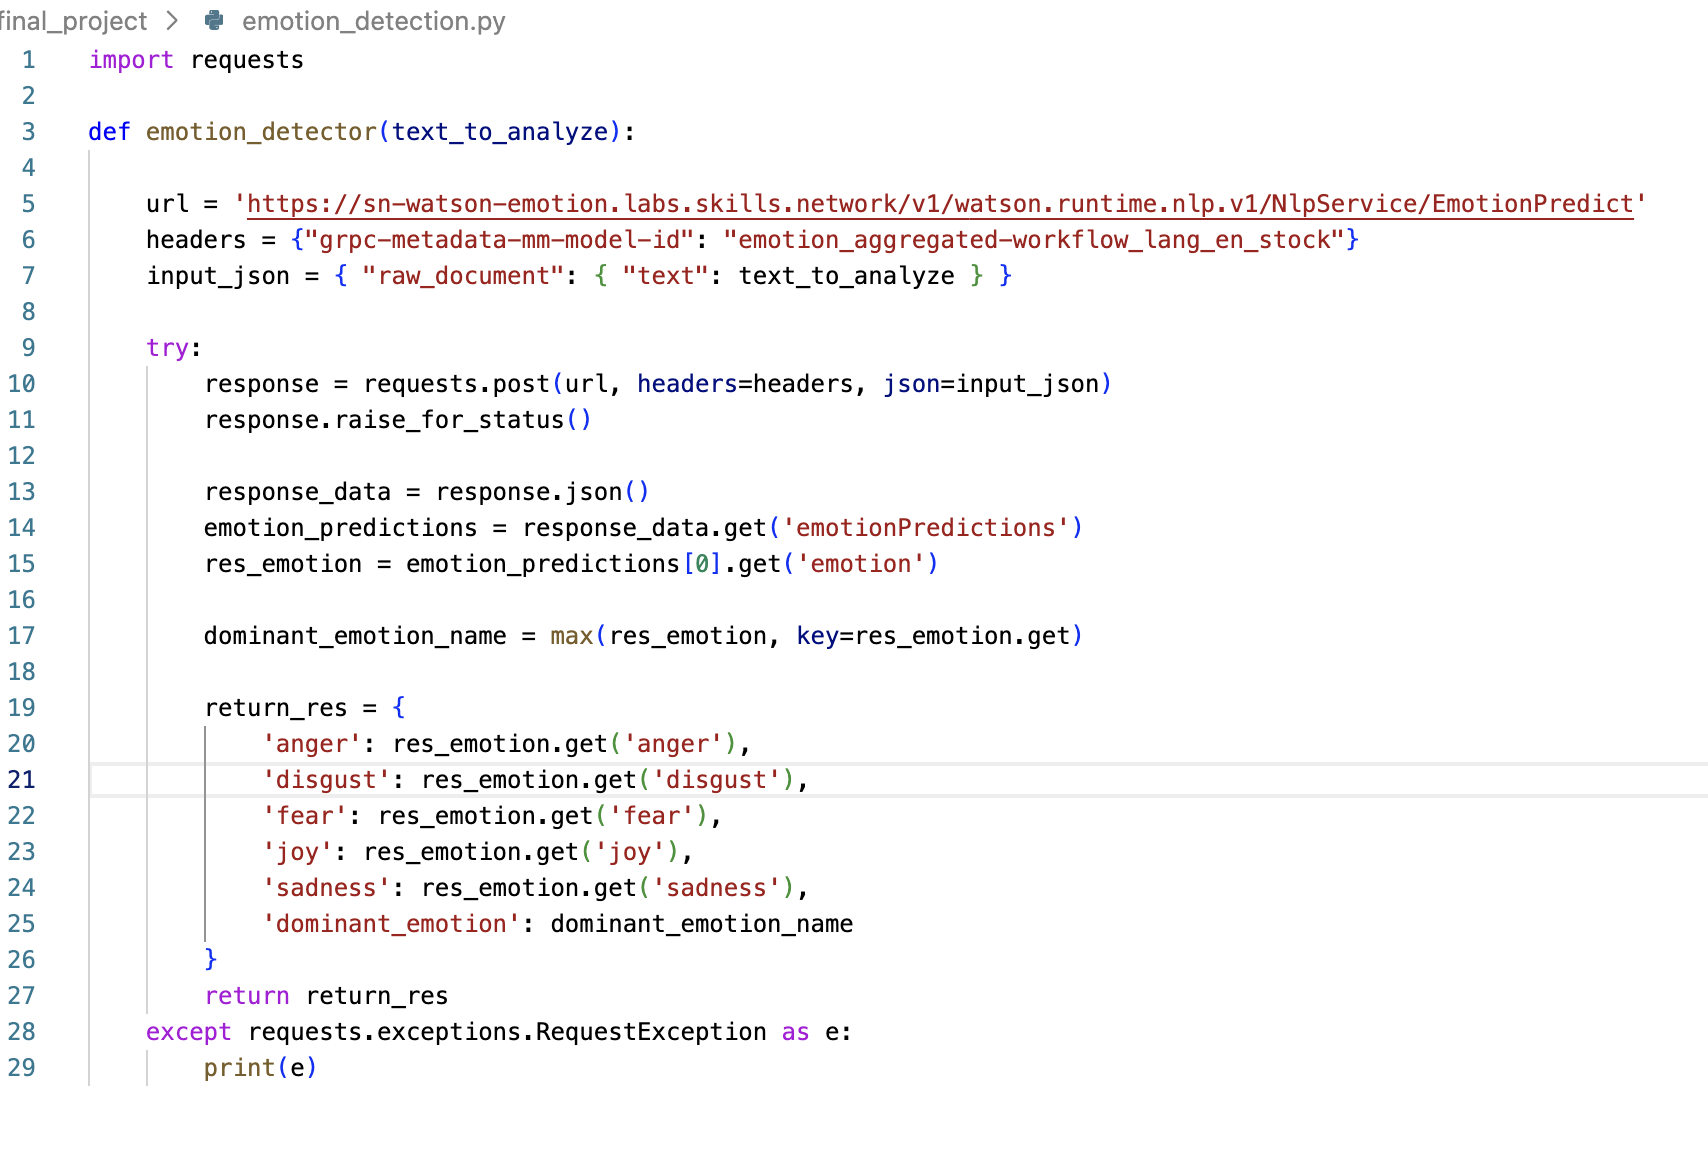 final_project > emotion_detection.py
1 import requests
2
3 def emotion_detector(text_to_analyze):
4
5     url = 'https://sn-watson-emotion.labs.skills.network/v1/watson.runtime.nlp.v1/NlpService/EmotionPredict'
6     headers = {"grpc-metadata-mm-model-id": "emotion_aggregated-workflow_lang_en_stock"}
7     input_json = { "raw_document": { "text": text_to_analyze } }
8
9     try:
10         response = requests.post(url, headers=headers, json=input_json)
11         response.raise_for_status()
12
13         response_data = response.json()
14         emotion_predictions = response_data.get('emotionPredictions')
15         res_emotion = emotion_predictions[0].get('emotion')
16
17         dominant_emotion_name = max(res_emotion, key=res_emotion.get)
18
19         return_res = {
20             'anger': res_emotion.get('anger'),
21             'disgust': res_emotion.get('disgust'),
22             'fear': res_emotion.get('fear'),
23             'joy': res_emotion.get('joy'),
24             'sadness': res_emotion.get('sadness'),
25             'dominant_emotion': dominant_emotion_name
26         }
27         return return_res
28     except requests.exceptions.RequestException as e:
29         print(e)